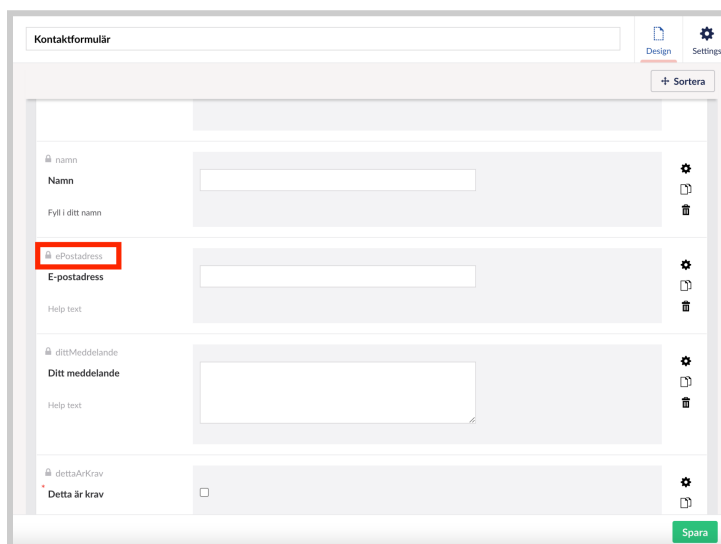 Kontaktformulär
Design
Settings
Sortera
namn
Namn
Fyll i ditt namn
ePostadress
E-postadress
Help text
dittMeddelande
Ditt meddelande
Help text
dettaArKrav
* Detta är krav
Spara